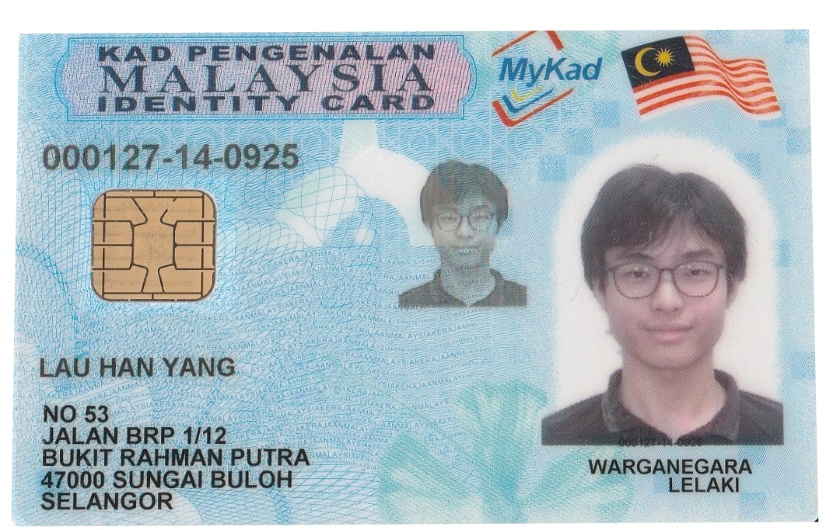 KAD PENGENALAN
MALAYSIA
IDENTITY CARD
MyKad
000127-14-0925
LAU HAN YANG
NO 53
JALAN BRP 1/12
BUKIT RAHMAN PUTRA
47000 SUNGAI BULOH
SELANGOR
000127-14-0925
WARGANEGARA
LELAKI